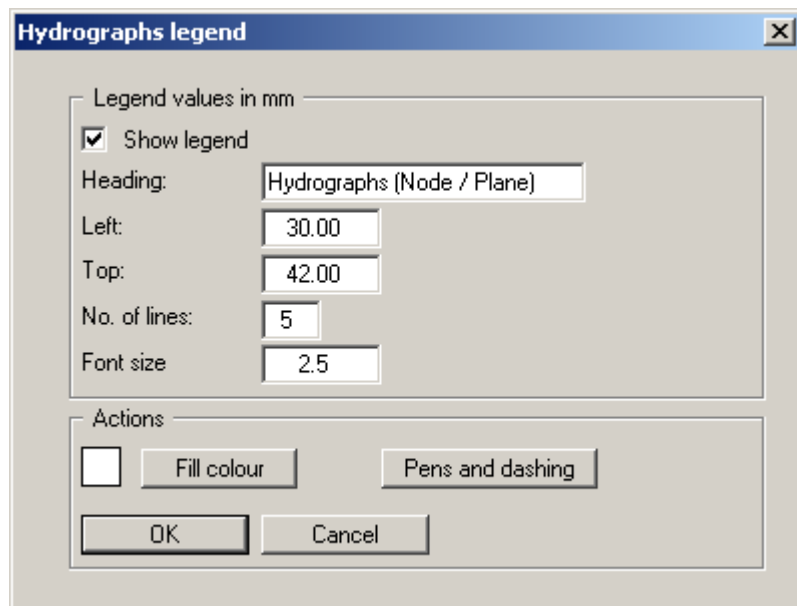 Hydrographs legend
Legend values in mm
Show legend
Heading: Hydrographs (Node / Plane)
Left: 30.00
Top: 42.00
No. of lines: 5
Font size 2.5
Actions
Fill colour Pens and dashing
OK Cancel